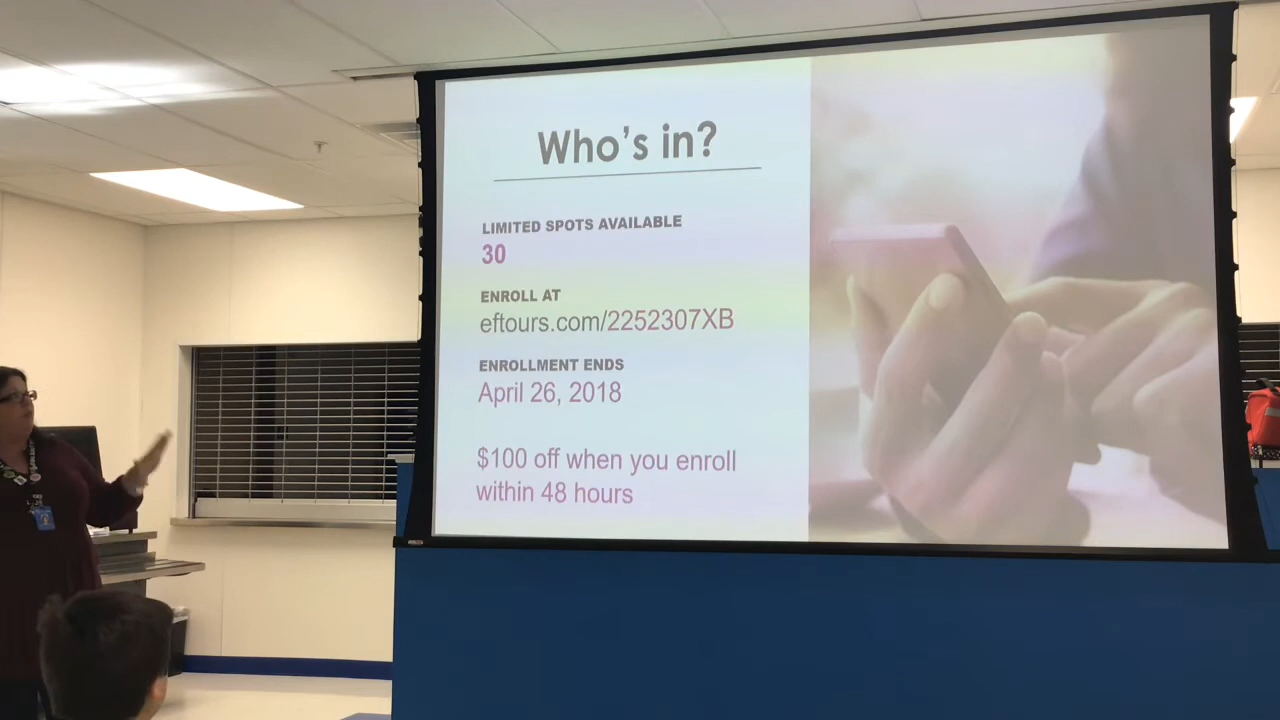 Who's in?
LIMITED SPOTS AVAILABLE
30
ENROLL AT
eftours.com/2252307XB
ENROLLMENT ENDS
April 26, 2018
$100 off when you enroll
within 48 hours